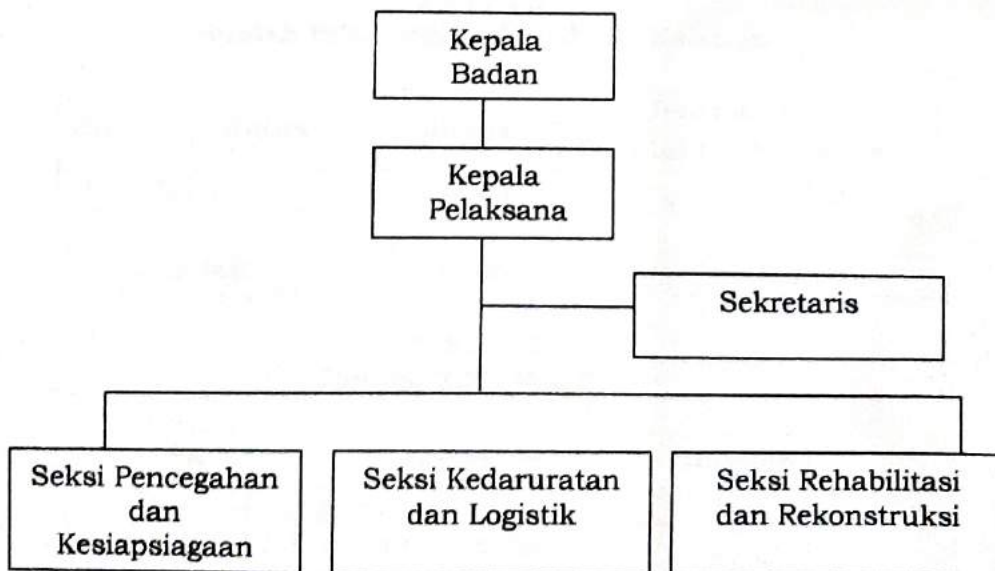 Kepala
Badan
Kepala
Pelaksana
Sekretaris
Seksi Pencegahan
dan
Kesiapsiagaan
Seksi Kedaruratan
dan Logistik
Seksi Rehabilitasi
dan Rekonstruksi